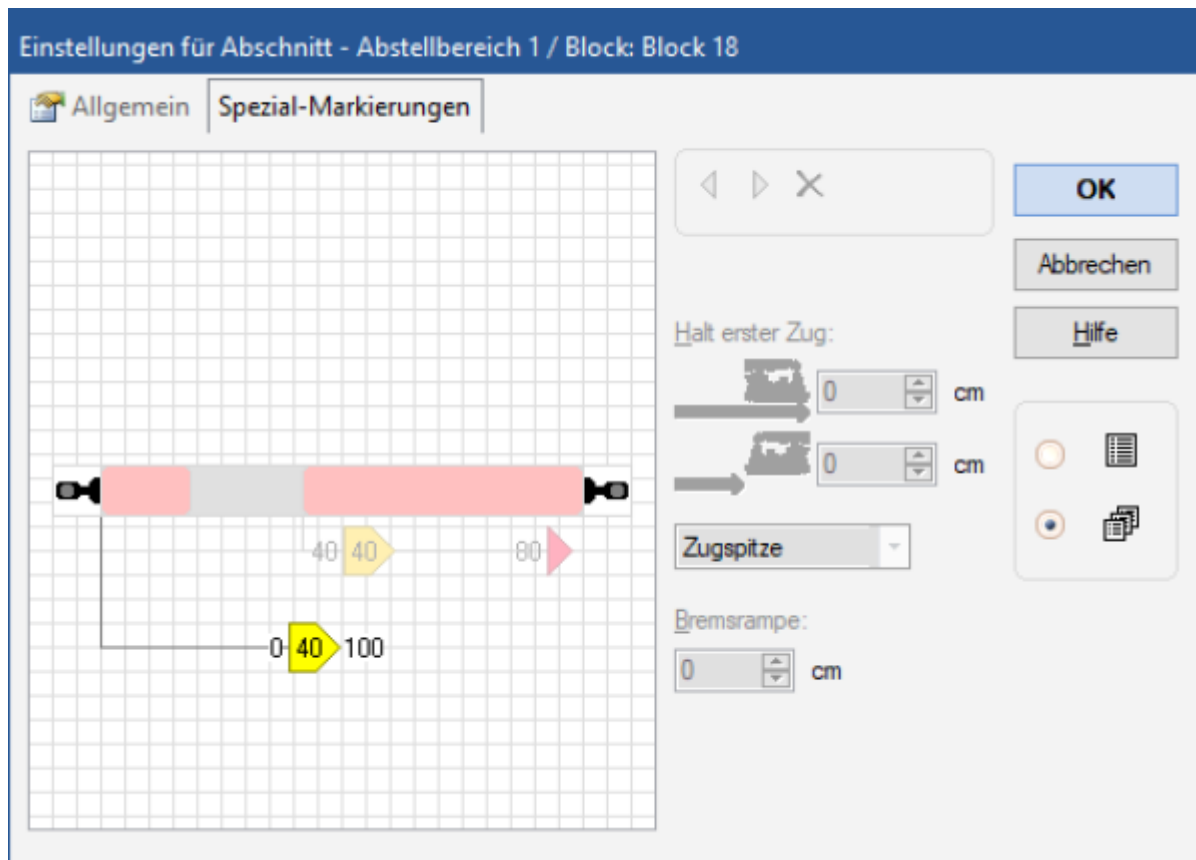 Einstellungen für Abschnitt - Abstellbereich 1 / Block: Block 18
Allgemein
Spezial-Markierungen
OK
Abbrechen
Hilfe
Halt erster Zug:
0 cm
0 cm
40 40 80
Zugspitze
0 40 100
Bremsrampe:
0 cm